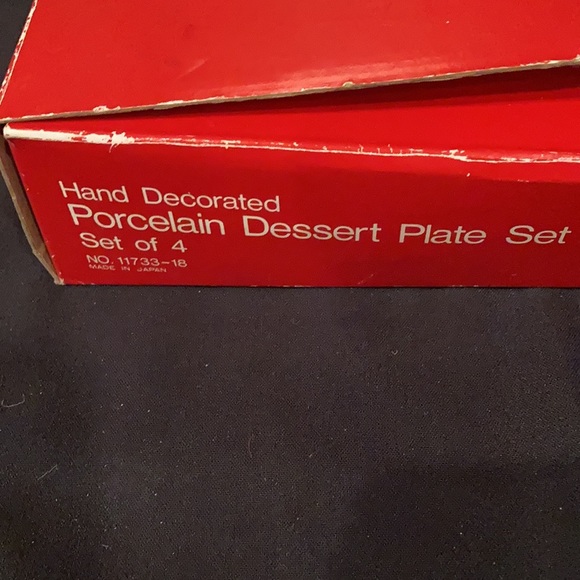 Hand Decorated
Porcelain Dessert Plate Set
Set of 4
NO. 11733-18
MADE IN JAPAN